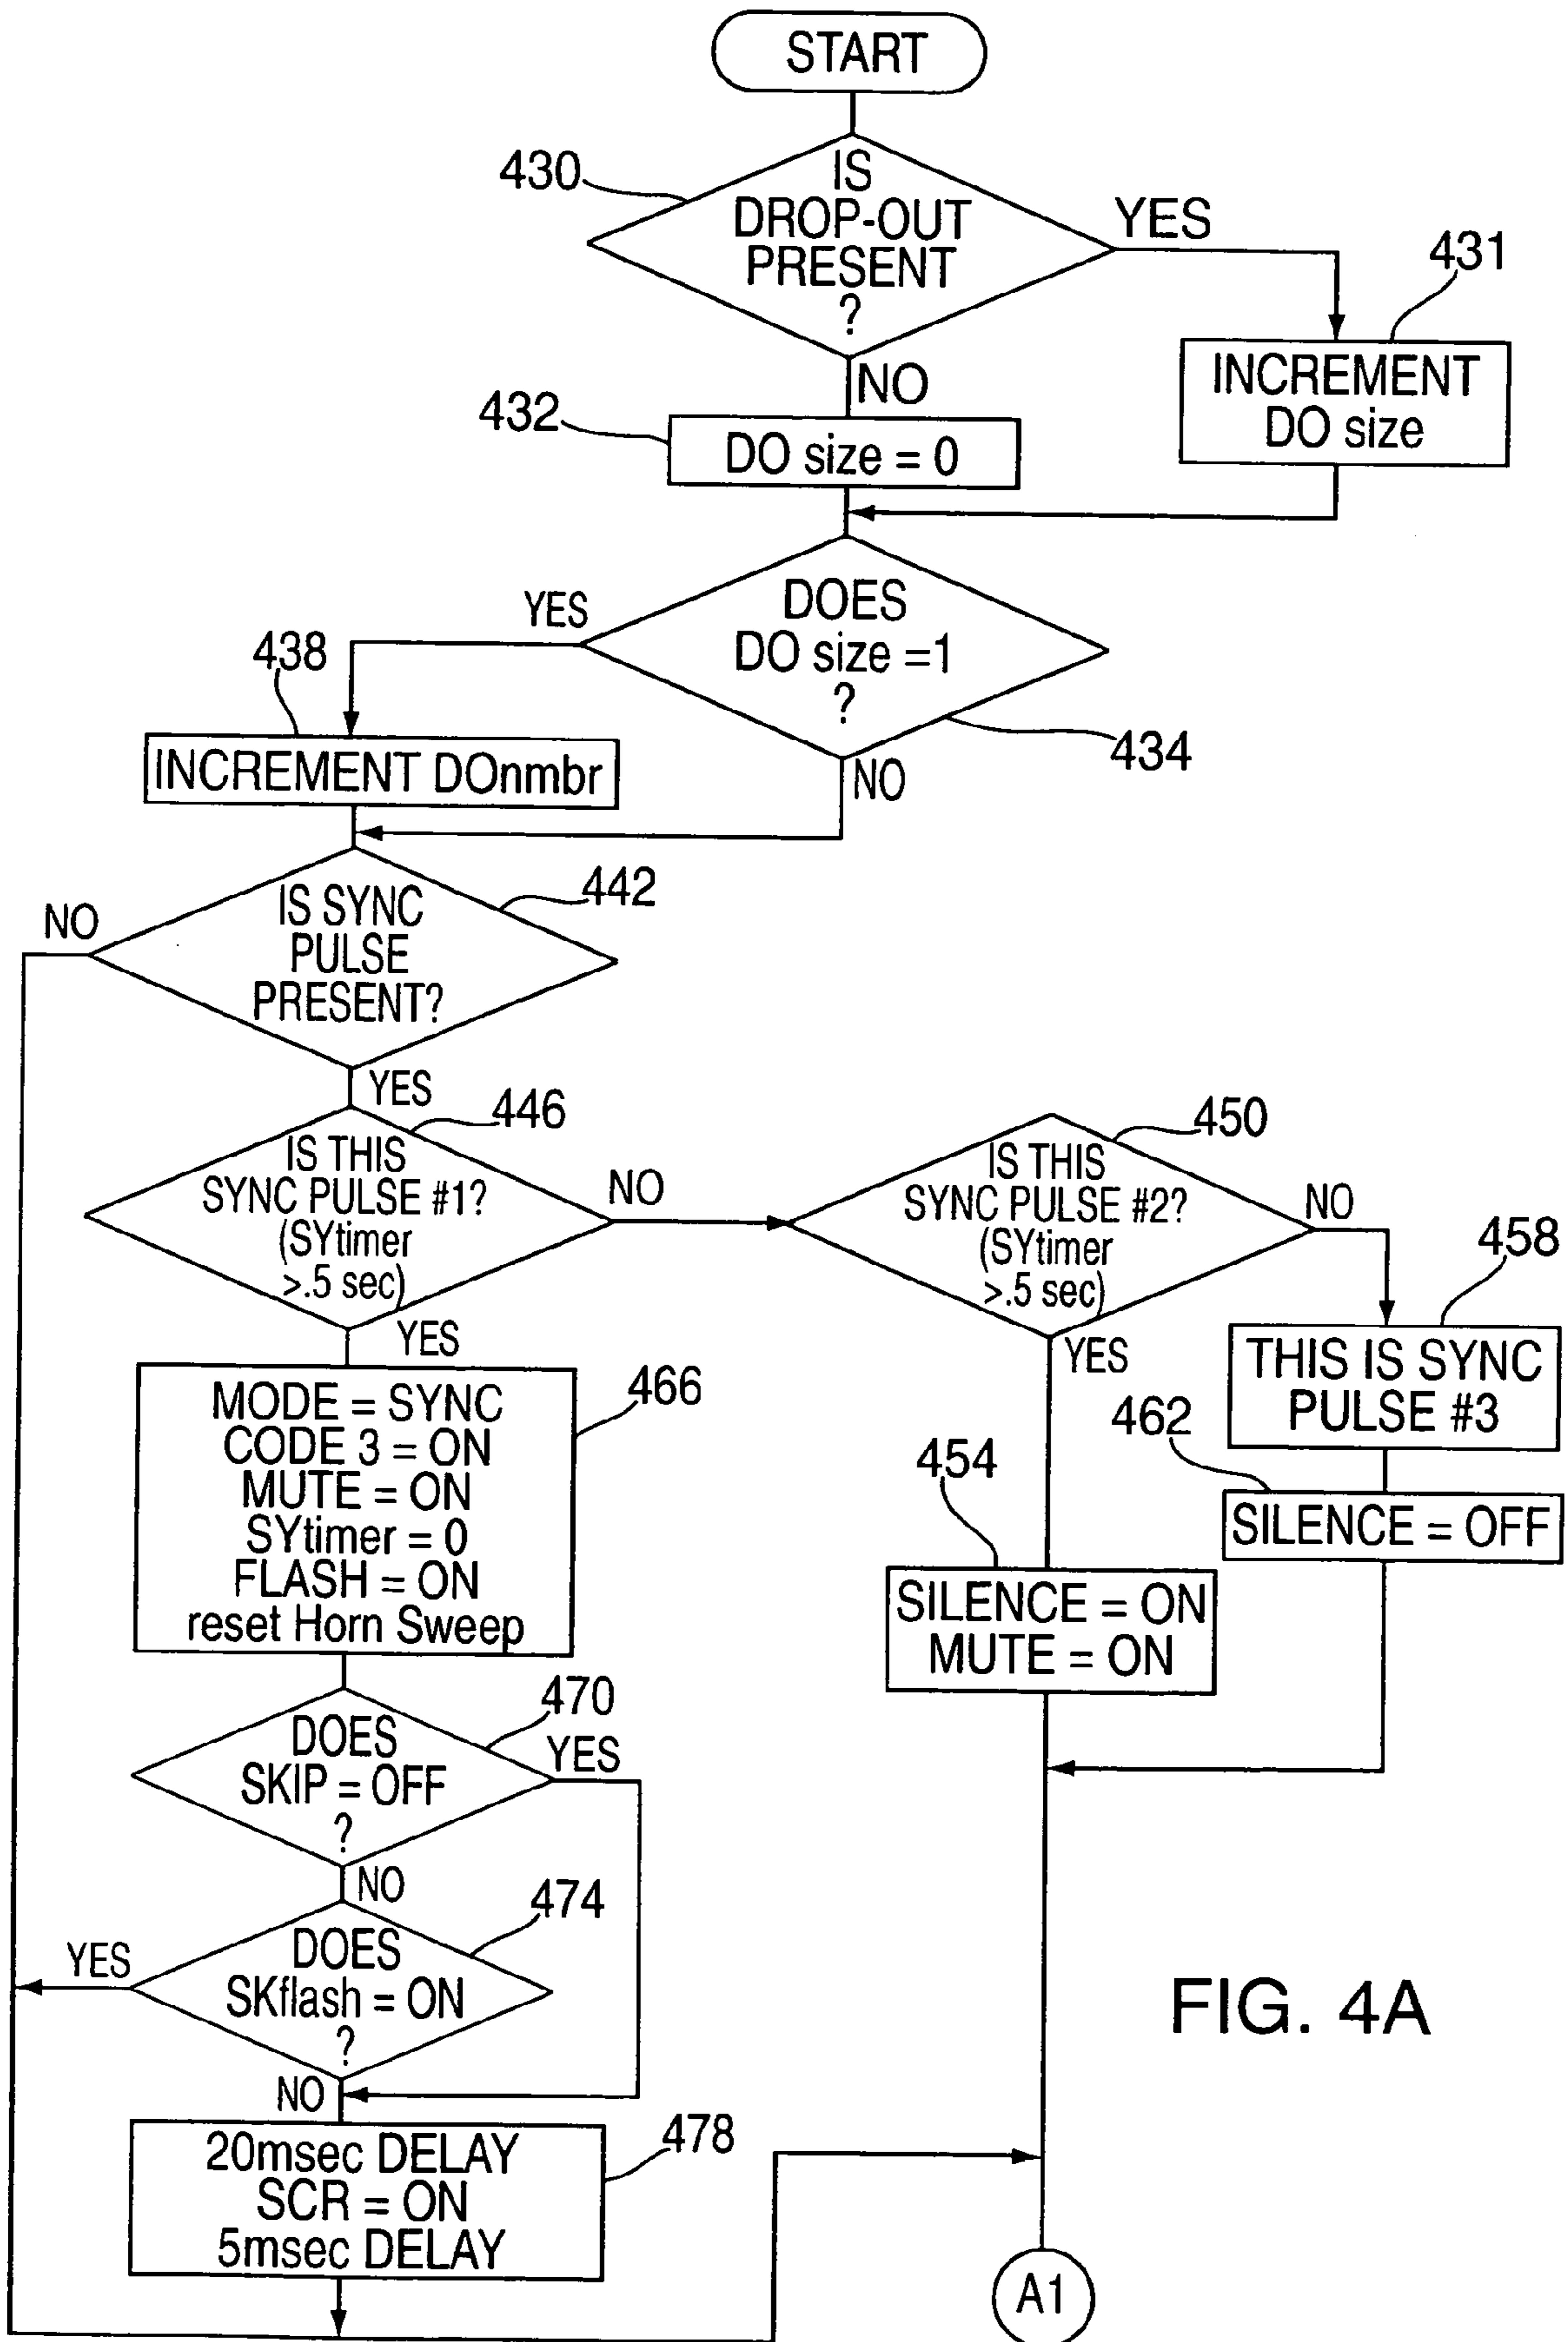 START
430
IS
DROP-OUT
PRESENT
?
YES
431
INCREMENT
DO size
NO
432
DO size = 0
DOES
DO size =1
?
YES
434
438
INCREMENT DOnmbr
NO
442
IS SYNC
PULSE
PRESENT?
NO
YES
446
IS THIS
SYNC PULSE #1?
(SYtimer
>.5 sec)
NO
450
IS THIS
SYNC PULSE #2?
(SYtimer
>.5 sec)
NO
458
THIS IS SYNC
PULSE #3
462
SILENCE = OFF
YES
454
SILENCE = ON
MUTE = ON
YES
466
MODE = SYNC
CODE 3 = ON
MUTE = ON
SYtimer = 0
FLASH = ON
reset Horn Sweep
470
DOES
SKIP = OFF
?
YES
NO
474
DOES
SKflash = ON
?
YES
NO
478
20msec DELAY
SCR = ON
5msec DELAY
A1
FIG. 4A